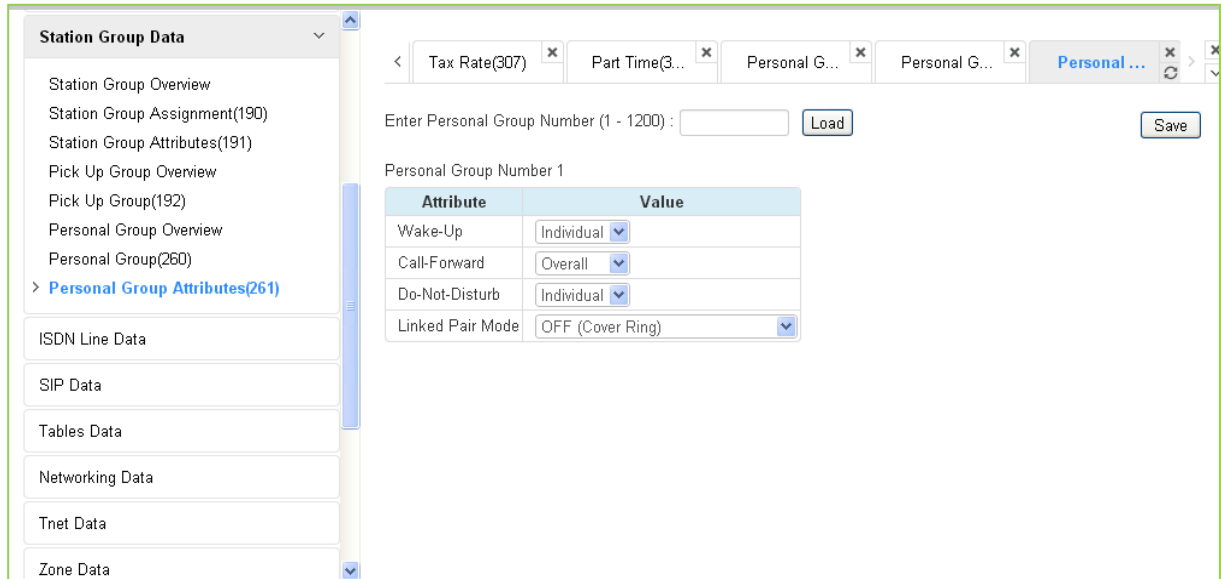 Station Group Data
Station Group Overview
Station Group Assignment(190)
Station Group Attributes(191)
Pick Up Group Overview
Pick Up Group(192)
Personal Group Overview
Personal Group(260)
Personal Group Attributes(261)
ISDN Line Data
SIP Data
Tables Data
Networking Data
Tnet Data
Zone Data
Tax Rate(307) Part Time(3... Personal G... Personal G... Personal ...
Enter Personal Group Number (1 - 1200) : Load Save
Personal Group Number 1
Attribute Value
Wake-Up Individual
Call-Forward Overall
Do-Not-Disturb Individual
Linked Pair Mode OFF (Cover Ring)